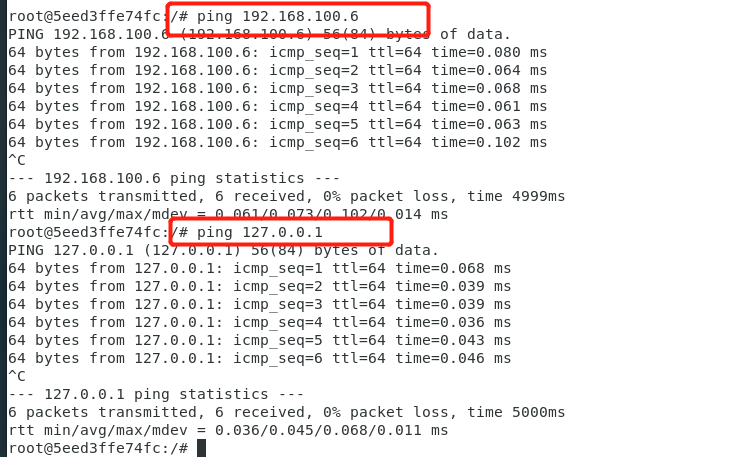 root@5eed3ffe74fc:/# ping 192.168.100.6
PING 192.168.100.6 (192.168.100.6) 56(84) bytes of data.
64 bytes from 192.168.100.6: icmp_seq=1 ttl=64 time=0.080 ms
64 bytes from 192.168.100.6: icmp_seq=2 ttl=64 time=0.064 ms
64 bytes from 192.168.100.6: icmp_seq=3 ttl=64 time=0.068 ms
64 bytes from 192.168.100.6: icmp_seq=4 ttl=64 time=0.061 ms
64 bytes from 192.168.100.6: icmp_seq=5 ttl=64 time=0.063 ms
64 bytes from 192.168.100.6: icmp_seq=6 ttl=64 time=0.102 ms
^C
--- 192.168.100.6 ping statistics ---
6 packets transmitted, 6 received, 0% packet loss, time 4999ms
rtt min/avg/max/mdev = 0.061/0.073/0.102/0.014 ms
root@5eed3ffe74fc:/# ping 127.0.0.1
PING 127.0.0.1 (127.0.0.1) 56(84) bytes of data.
64 bytes from 127.0.0.1: icmp_seq=1 ttl=64 time=0.068 ms
64 bytes from 127.0.0.1: icmp_seq=2 ttl=64 time=0.039 ms
64 bytes from 127.0.0.1: icmp_seq=3 ttl=64 time=0.039 ms
64 bytes from 127.0.0.1: icmp_seq=4 ttl=64 time=0.036 ms
64 bytes from 127.0.0.1: icmp_seq=5 ttl=64 time=0.043 ms
64 bytes from 127.0.0.1: icmp_seq=6 ttl=64 time=0.046 ms
^C
--- 127.0.0.1 ping statistics ---
6 packets transmitted, 6 received, 0% packet loss, time 5000ms
rtt min/avg/max/mdev = 0.036/0.045/0.068/0.011 ms
root@5eed3ffe74fc:/#